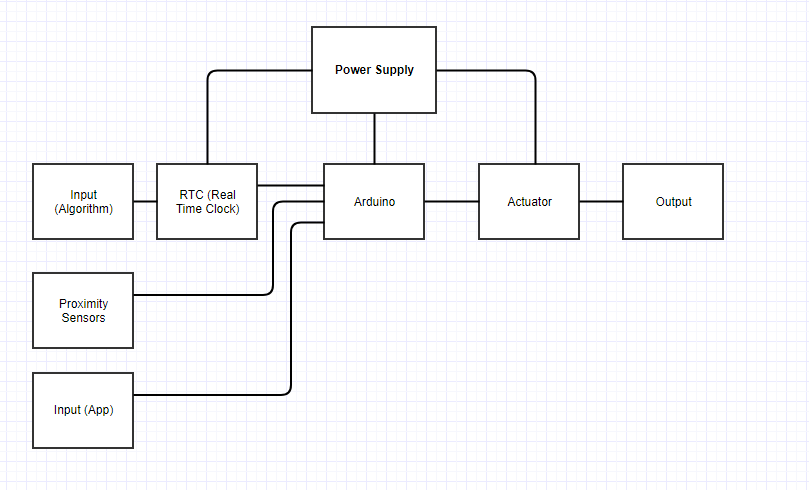 Power Supply
Input
(Algorithm)
RTC (Real
Time Clock)
Arduino
Actuator
Output
Proximity
Sensors
Input (App)